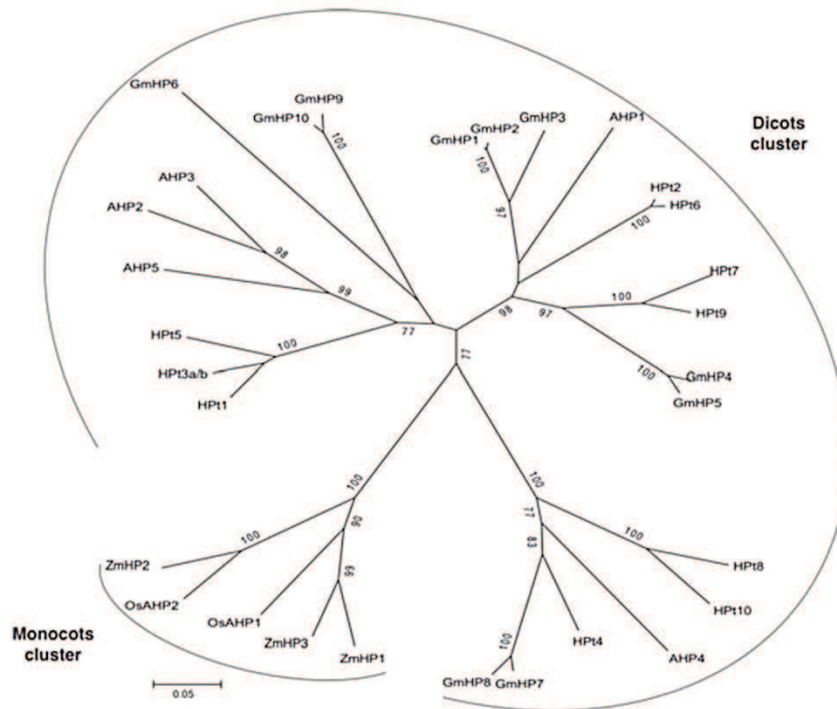 GmHP6
GmHP9
GmHP10
100
GmHP2
GmHP1
GmHP3
100
97
AHP1
Dicots
cluster
HPt2
HPt6
100
AHP3
AHP2
98
AHP5
99
HPt7
100
HPt9
98
97
77
HPt5
100
HPt3a/b
HPt1
77
100
GmHP4
GmHP5
100
90
100
99
ZmHP2
OsAHP2
OsAHP1
ZmHP3
ZmHP1
Monocots
cluster
0.05
100
77
83
100
HPt8
HPt10
HPt4
AHP4
100
GmHP8
GmHP7